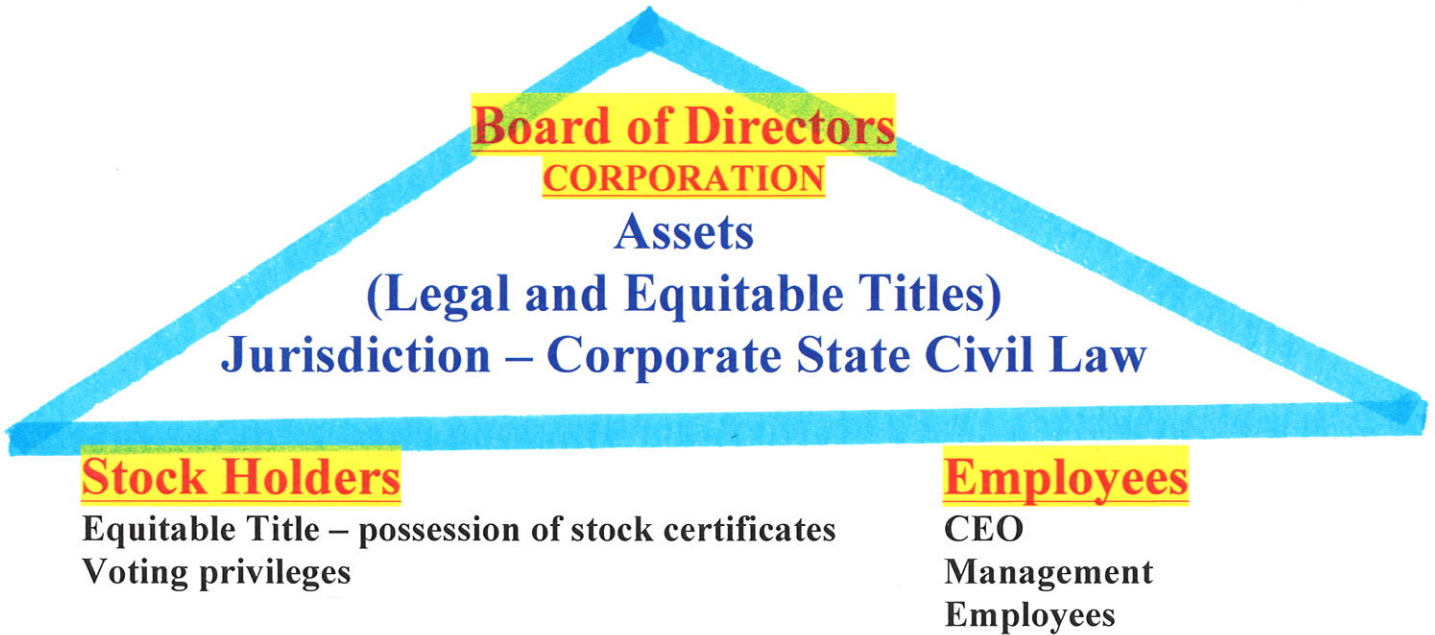 Board of Directors
CORPORATION
Assets
(Legal and Equitable Titles)
Jurisdiction – Corporate State Civil Law
Stock Holders
Equitable Title – possession of stock certificates
Voting privileges
Employees
CEO
Management
Employees